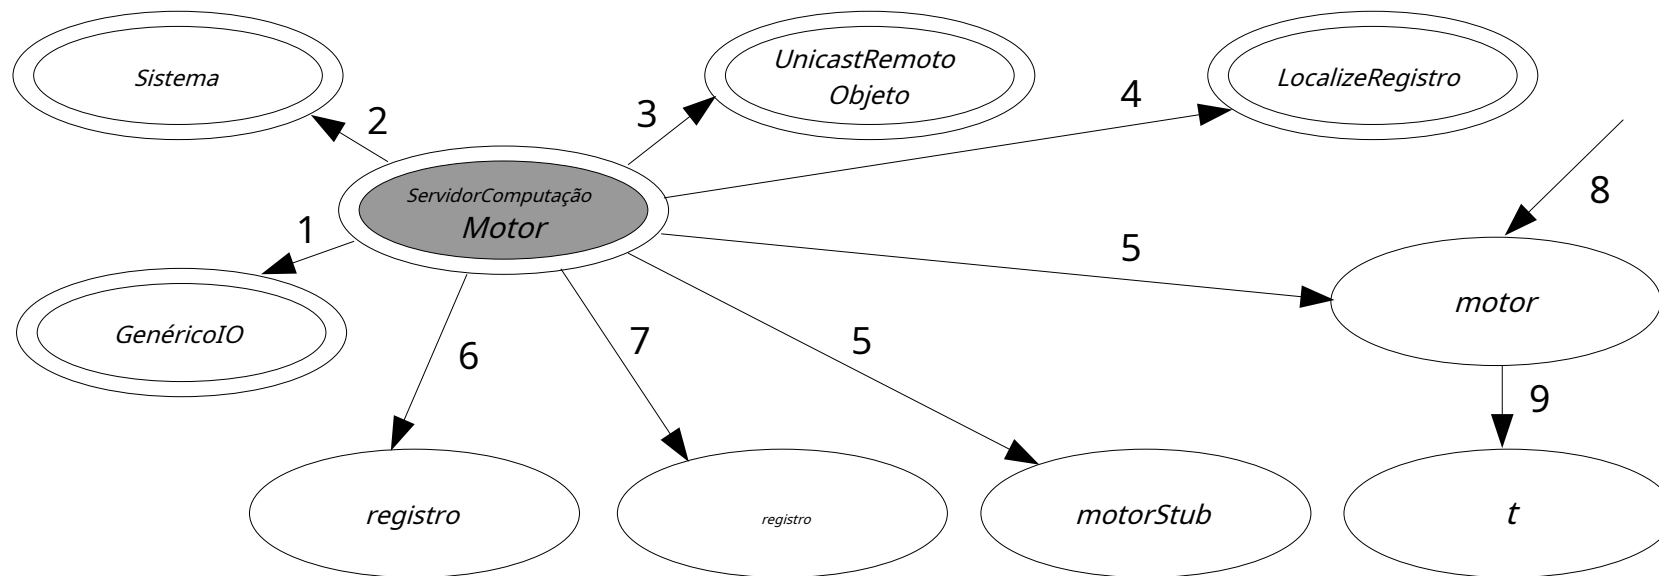 Sistema
UnicastRemoto
Objeto
LocalizeRegistro
2
3
4
ServidorComputação
Motor
8
1
5
GenéricoIO
motor
6
7
5
9
registro
registro
motorStub
t